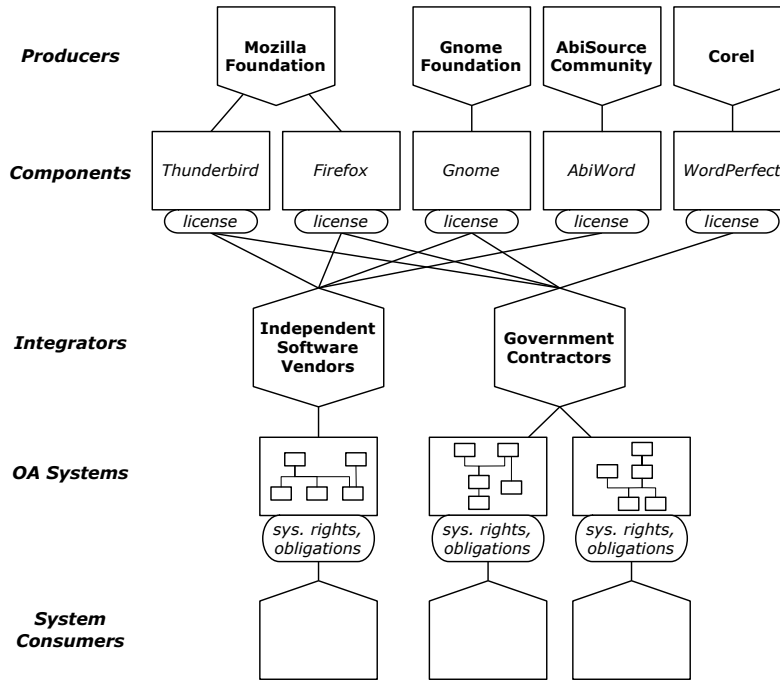 Producers
Mozilla
Foundation
Gnome
Foundation
AbiSource
Community
Corel
Components
Thunderbird
Firefox
Gnome
AbiWord
WordPerfect
license
license
license
license
license
Integrators
Independent
Software
Vendors
Government
Contractors
OA Systems
sys. rights,
obligations
sys. rights,
obligations
sys. rights,
obligations
System
Consumers